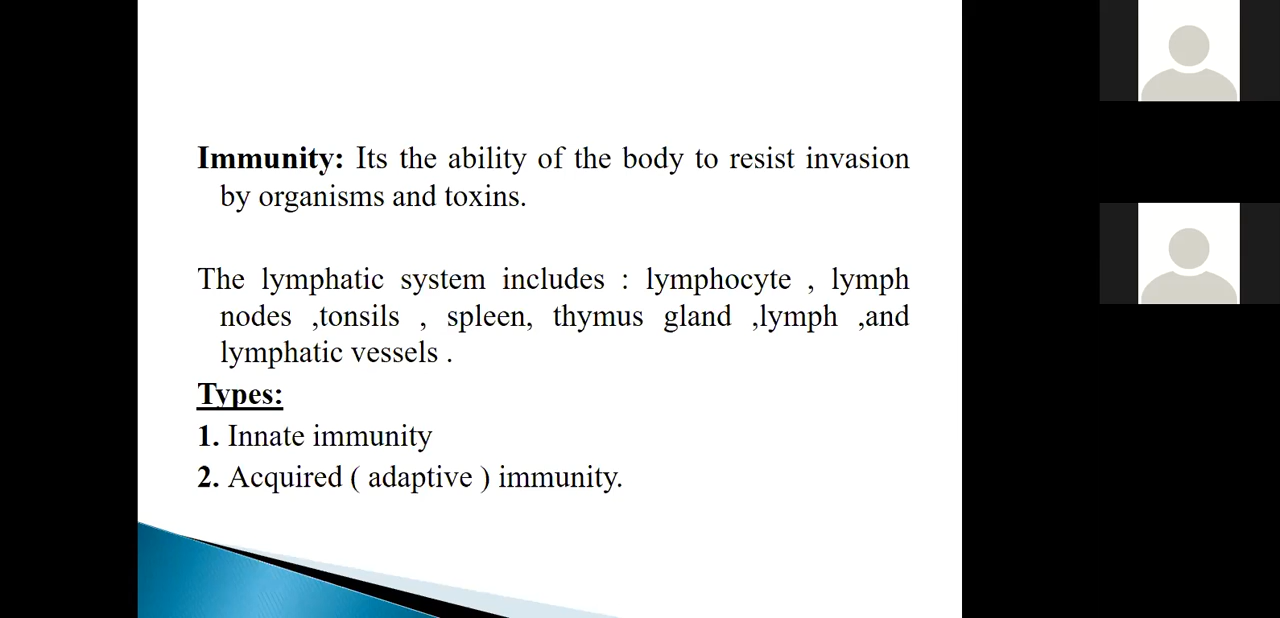 Immunity: Its the ability of the body to resist invasion
by organisms and toxins.
The lymphatic system includes : lymphocyte , lymph
nodes ,tonsils , spleen, thymus gland ,lymph ,and
lymphatic vessels .
Types:
1. Innate immunity
2. Acquired ( adaptive ) immunity.